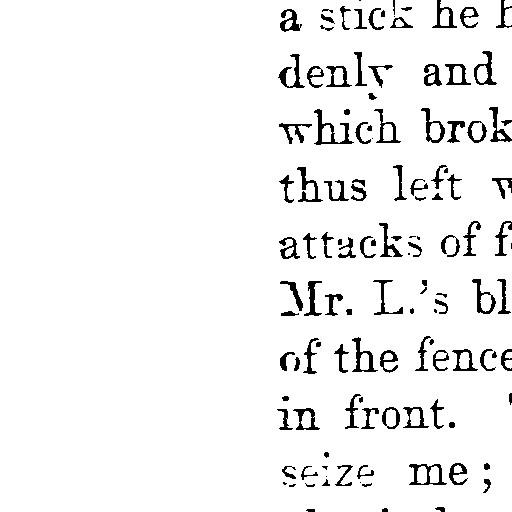 a stick he
denly and
which brok
thus left
attacks of f
Mr. L.'s bl
of the fence
in front.
seize me;